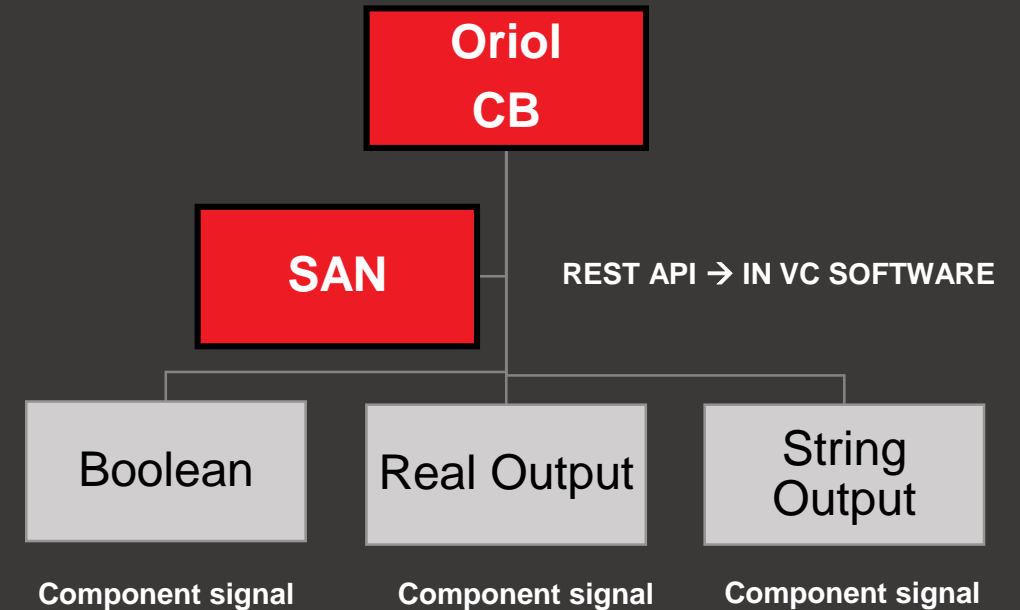 Oriol
CB
SAN
REST API → IN VC SOFTWARE
Boolean
Real Output
String
Output
Component signal
Component signal
Component signal